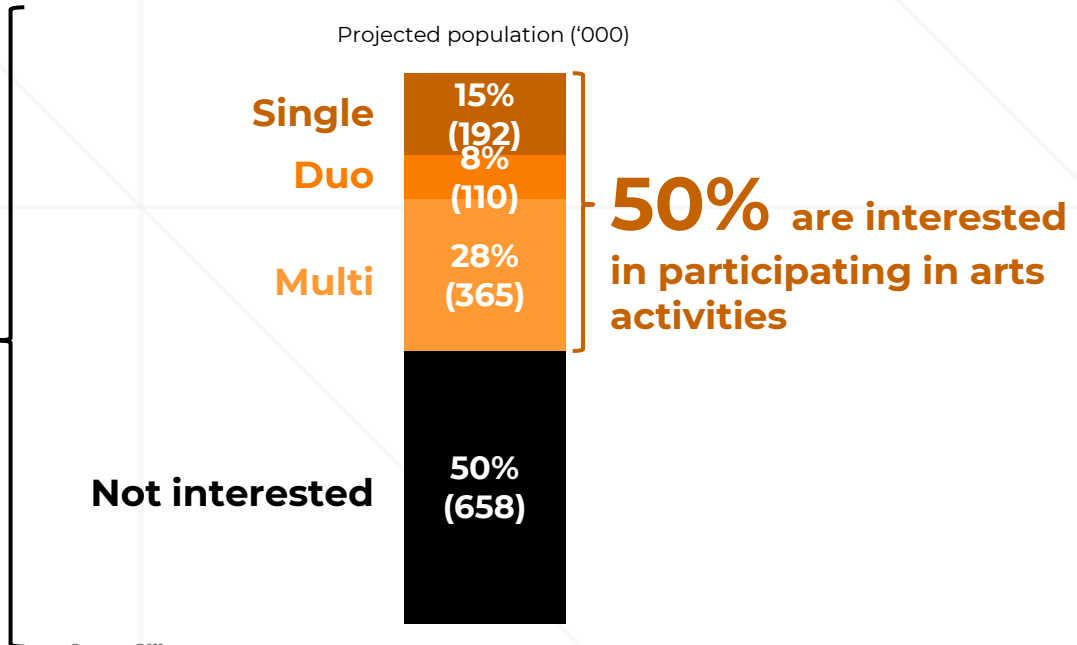 Projected population (‘000)
Single
15%
(192)
Duo
8%
(110)
Multi
28%
(365)
50% are interested
in participating in arts
activities
Not interested
50%
(658)